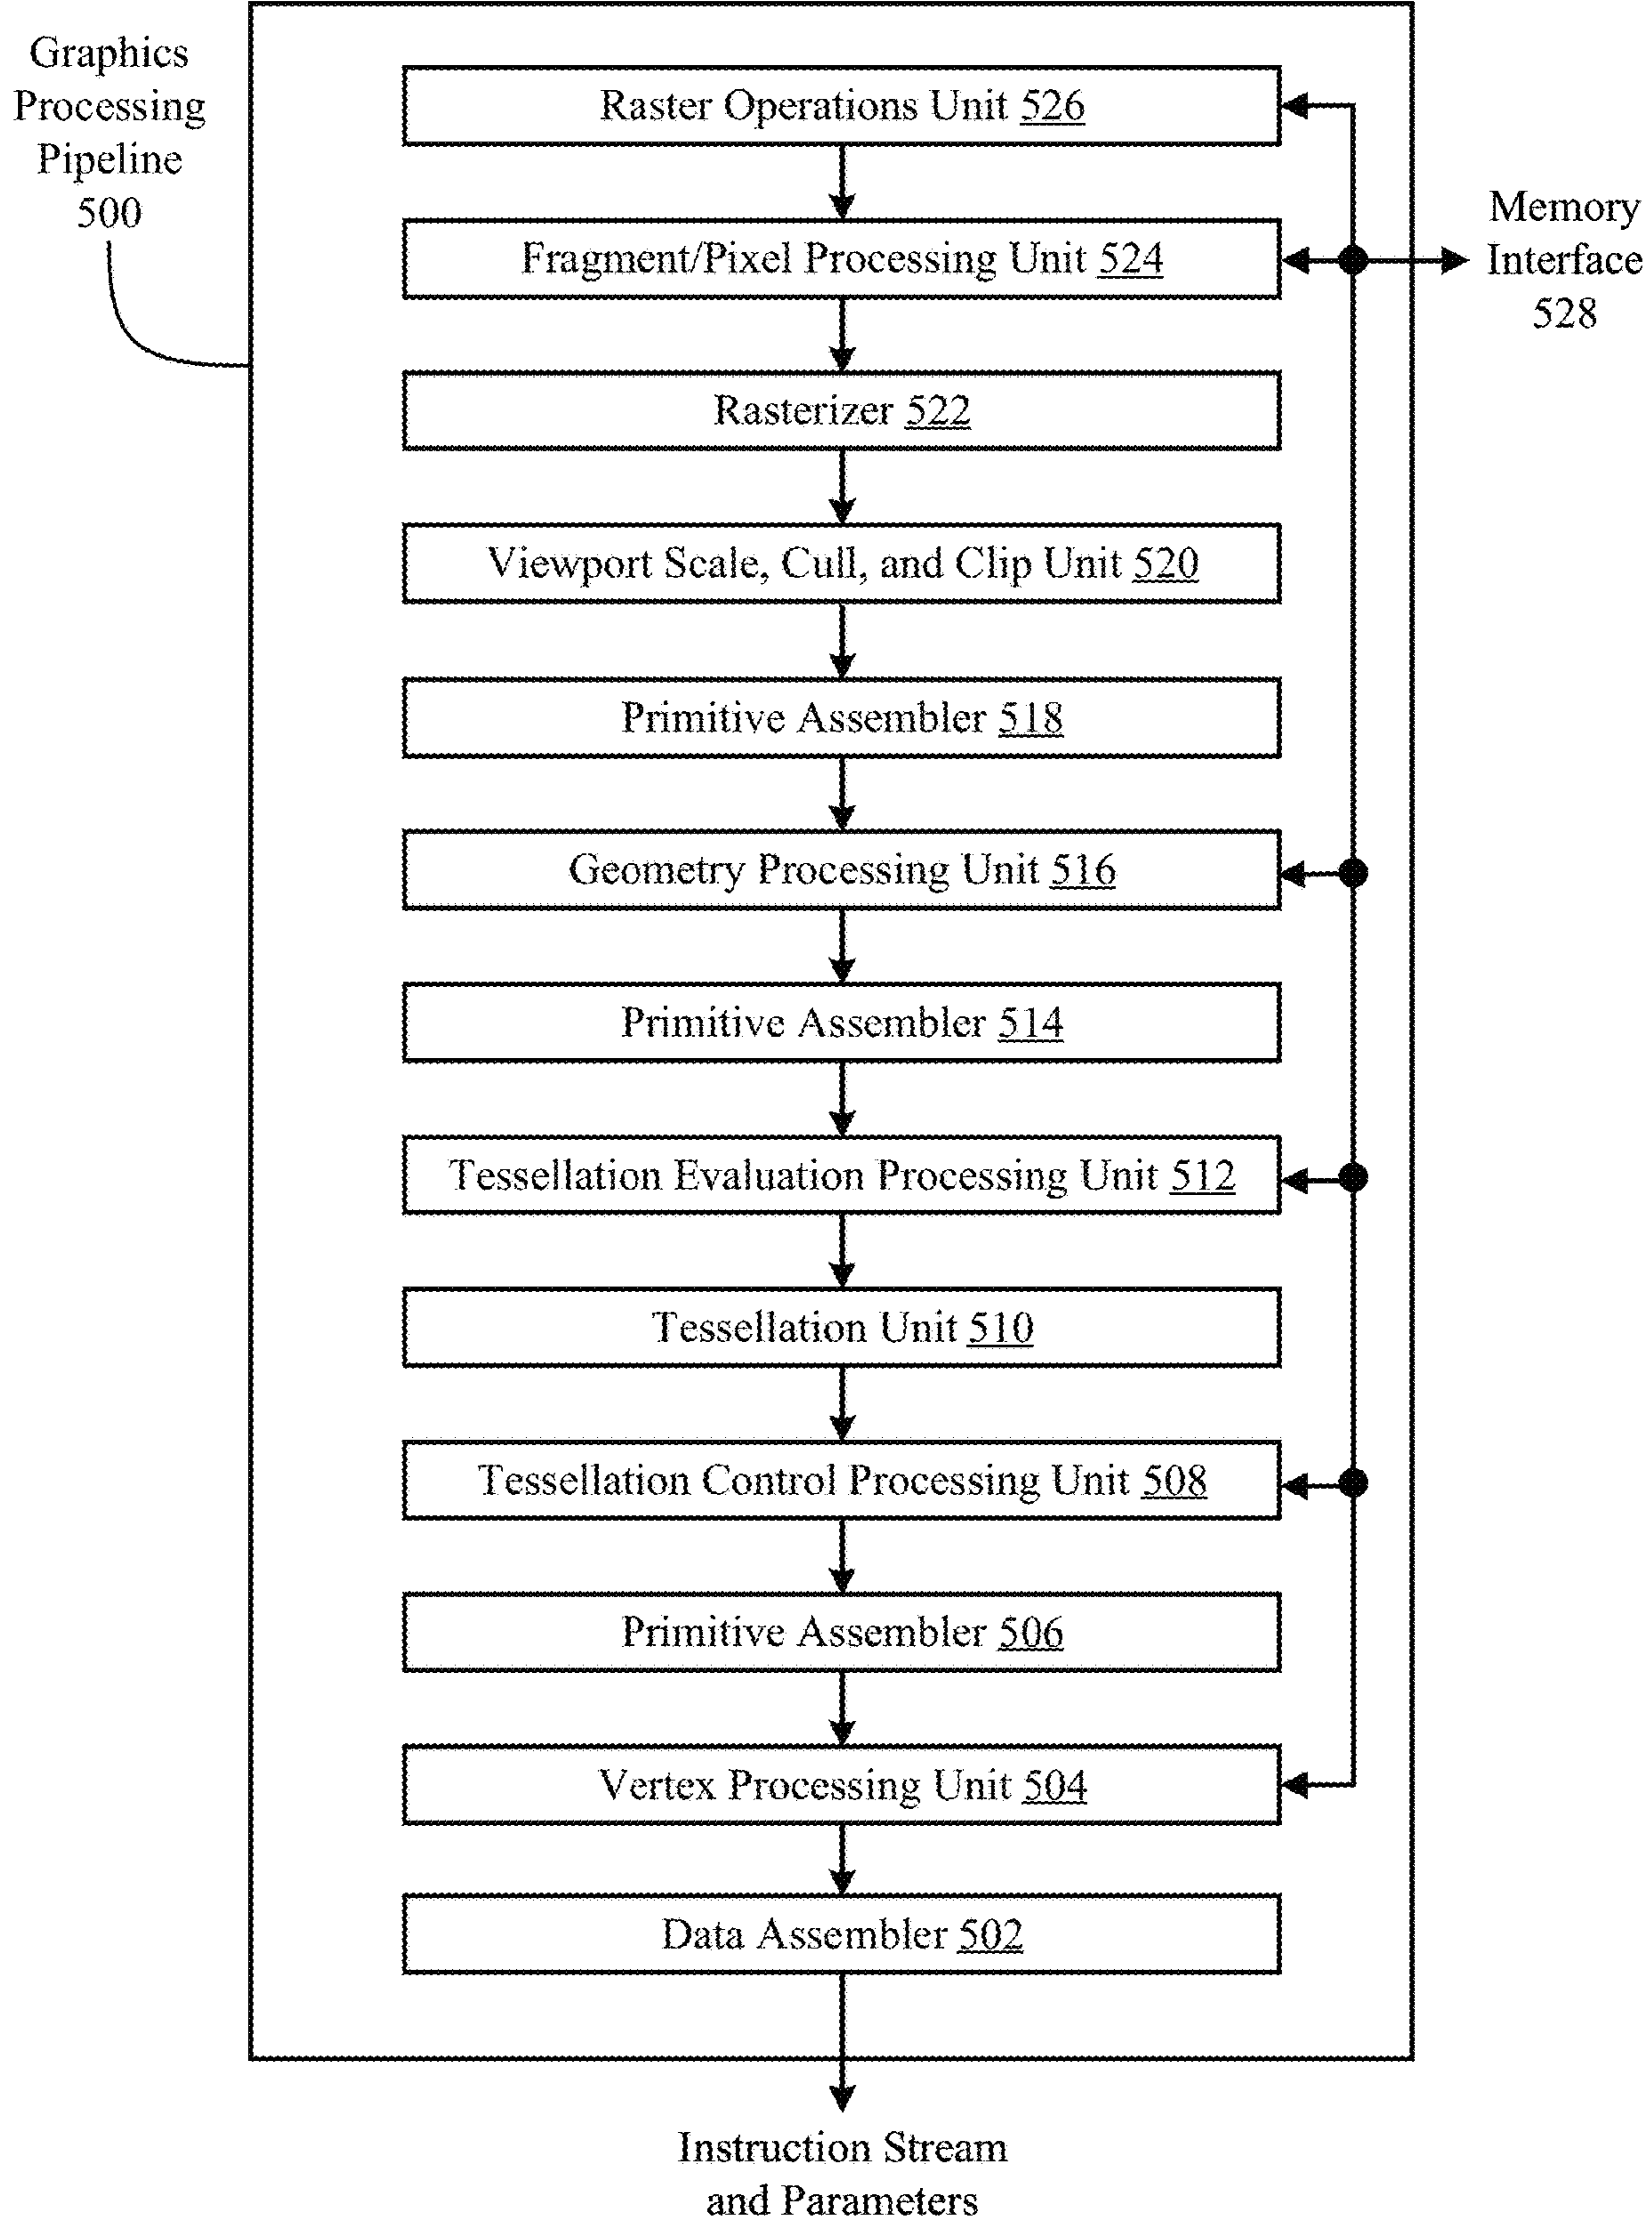 Graphics
Processing
Pipeline
500
Raster Operations Unit 526
Fragment/Pixel Processing Unit 524
Memory
Interface
528
Rasterizer 522
Viewport Scale, Cull, and Clip Unit 520
Primitive Assembler 518
Geometry Processing Unit 516
Primitive Assembler 514
Tessellation Evaluation Processing Unit 512
Tessellation Unit 510
Tessellation Control Processing Unit 508
Primitive Assembler 506
Vertex Processing Unit 504
Data Assembler 502
Instruction Stream
and Parameters